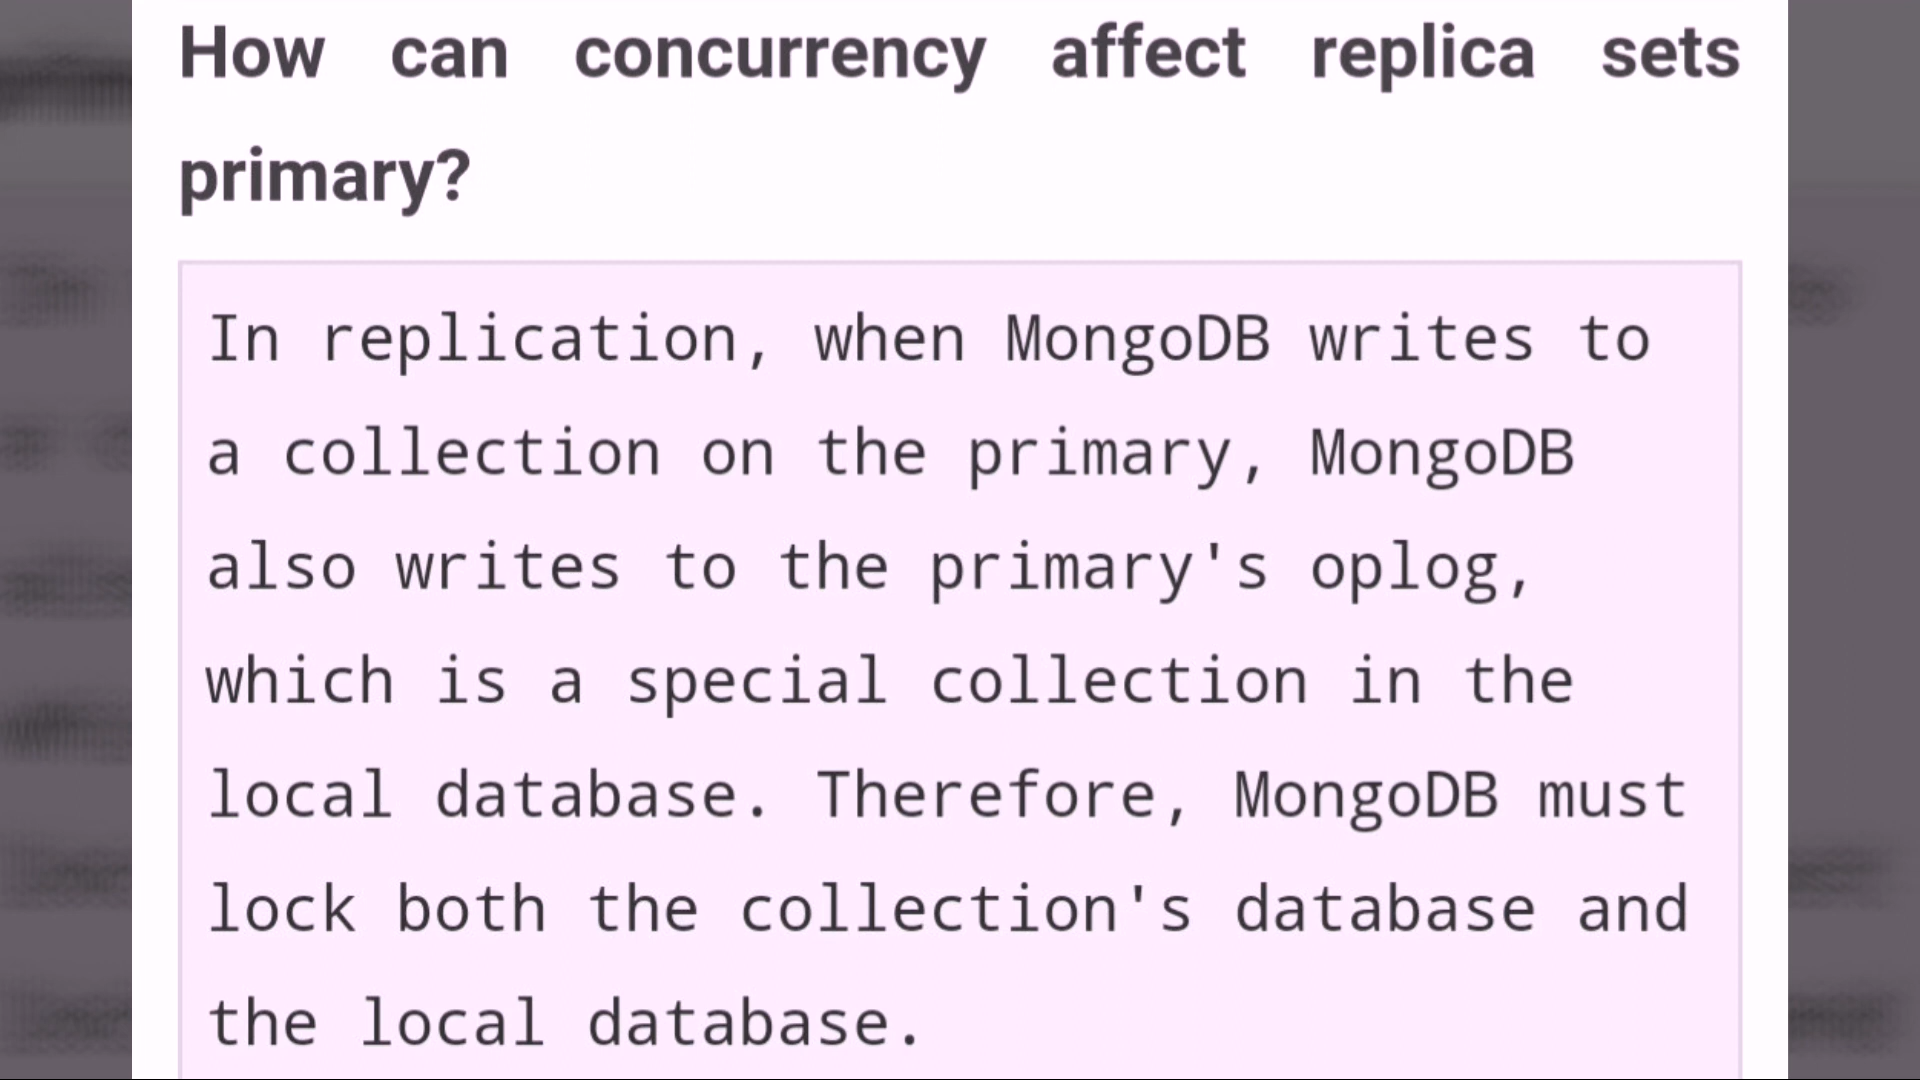 How can concurrency affect replica sets
primary?
In replication, when MongoDB writes to
a collection on the primary, MongoDB
also writes to the primary's oplog,
which is a special collection in the
local database. Therefore, MongoDB must
lock both the collection's database and
the local database.